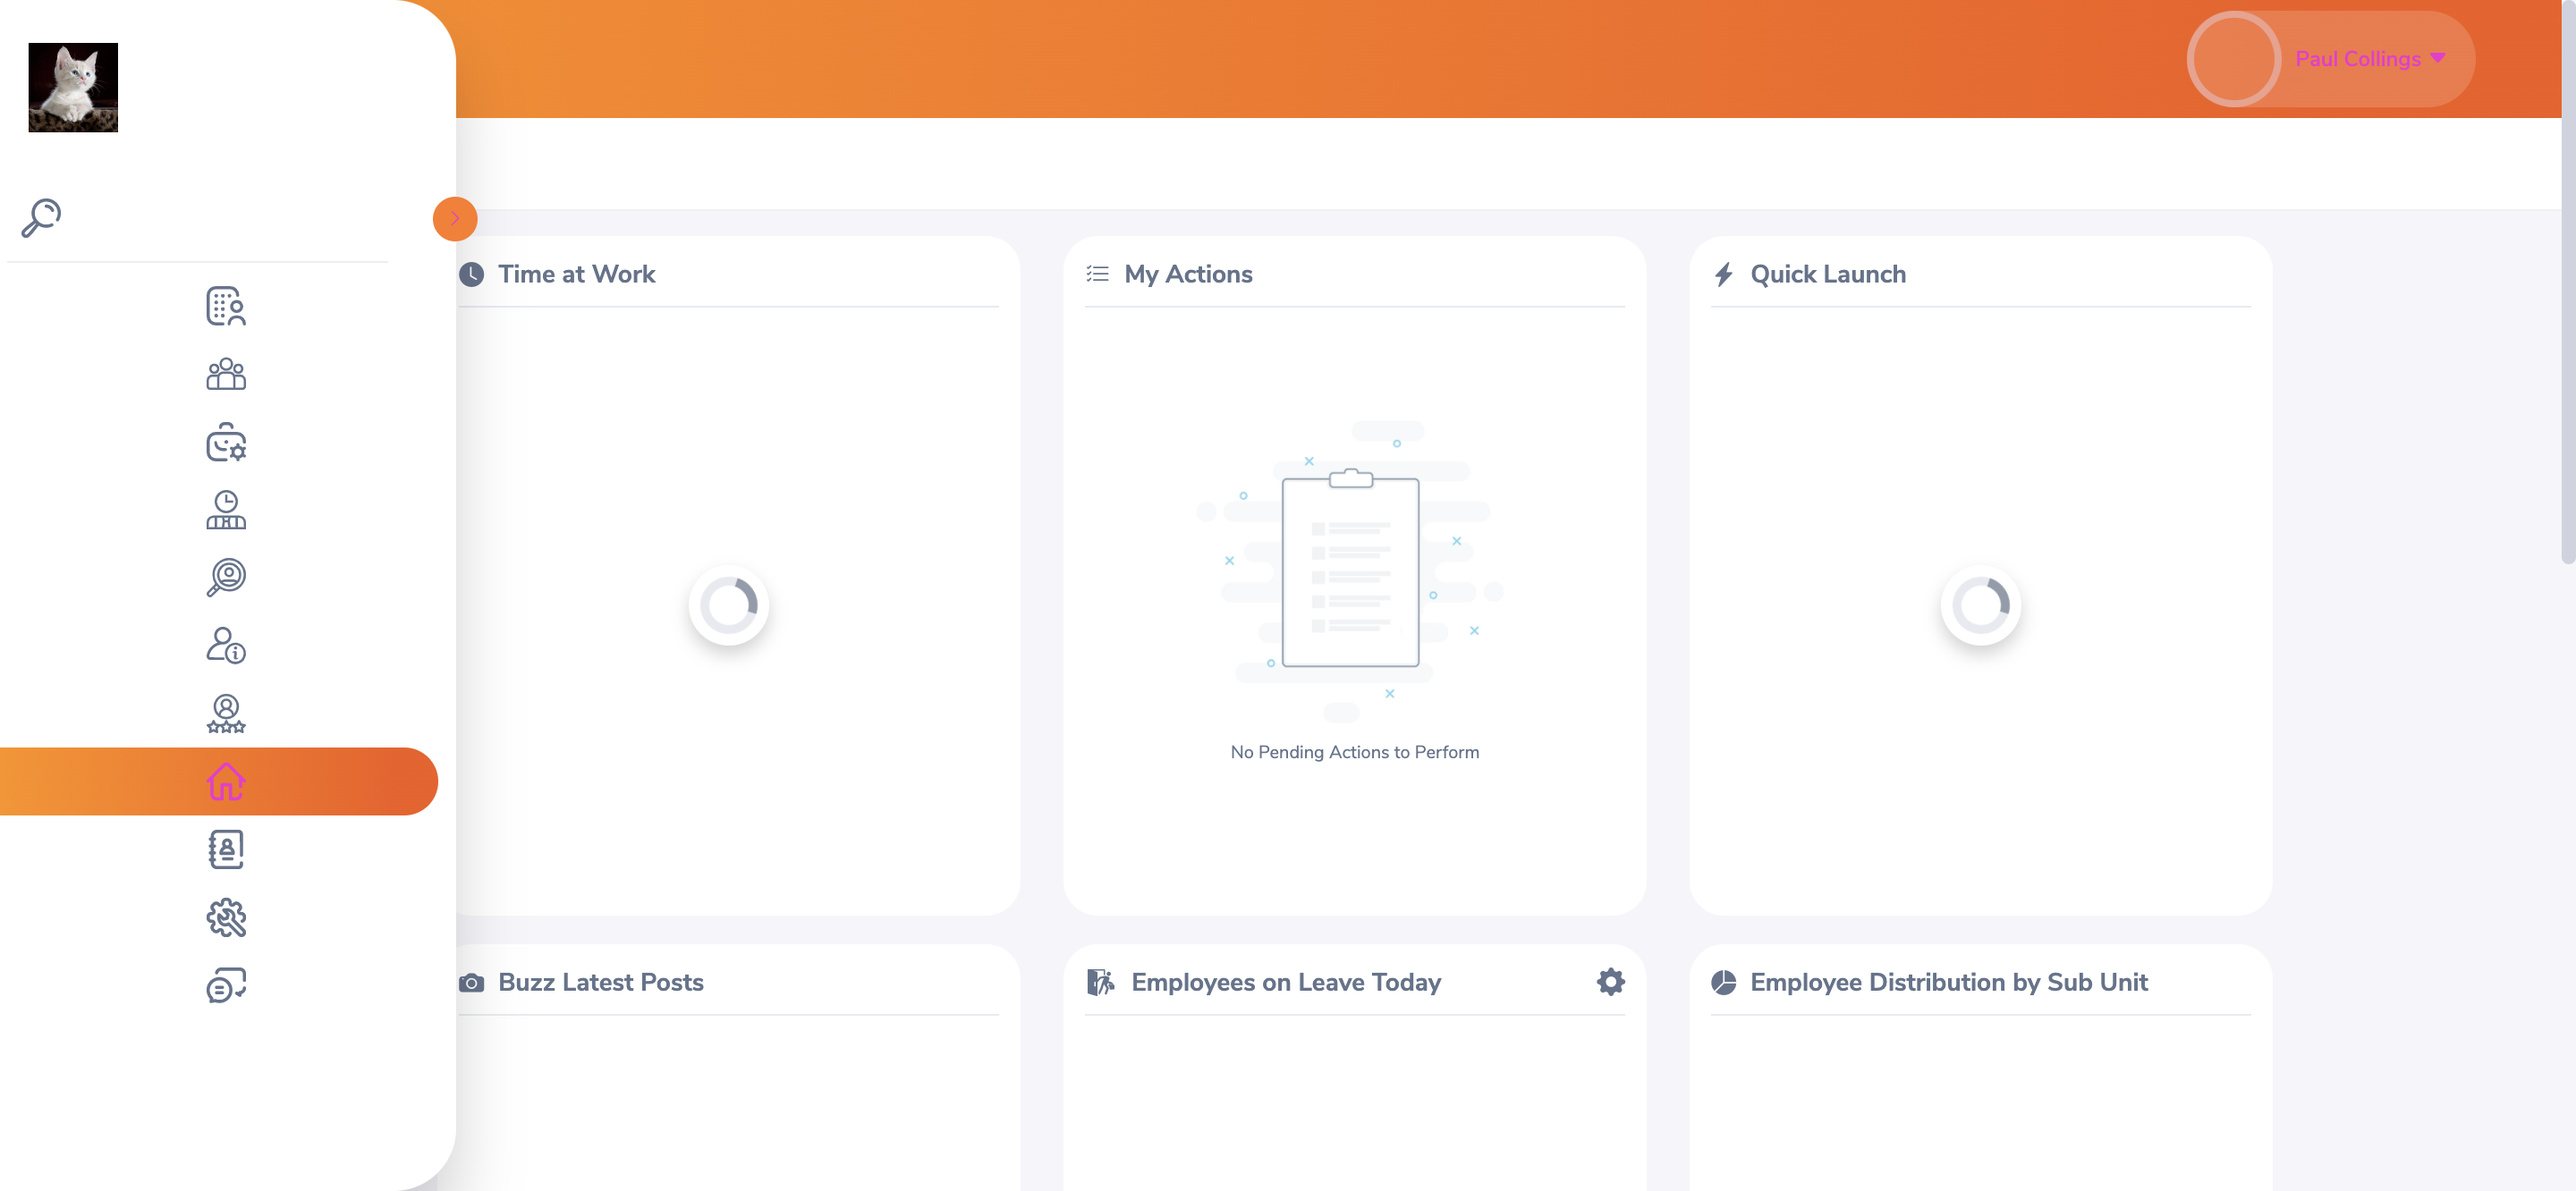 Paul Collings
Time at Work
My Actions
Quick Launch
No Pending Actions to Perform
Buzz Latest Posts
Employees on Leave Today
Employee Distribution by Sub Unit